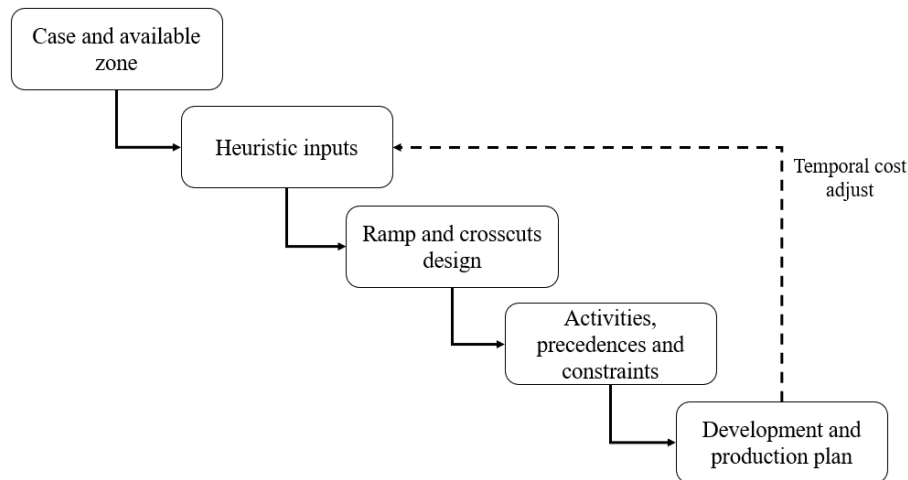 Case and available
zone
Heuristic inputs
Temporal cost
adjust
Ramp and crosscuts
design
Activities,
precedences and
constraints
Development and
production plan